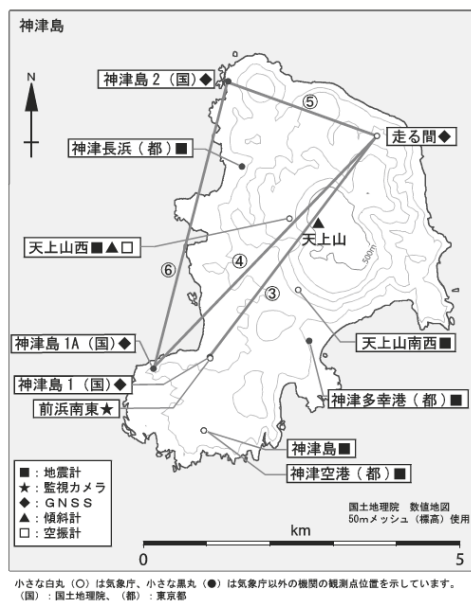 神津島
神津島2（国）◆
⑤
走る間◆
N
神津長浜（都）■
天上山
天上山西■▲□
500m
④
⑥
③
神津島1A（国）◆
天上山南西■
神津島1（国）◆
前浜南東★
神津多幸港（都）■
神津島■
神津空港（都）■
■：地震計
★：監視カメラ
◆：GNSS
▲：傾斜計
□：空振計
国土地理院 数値地図
50mメッシュ（標高）使用
km
0 5
小さな白丸（○）は気象庁、小さな黒丸（●）は気象庁以外の機関の観測点位置を示しています。
（国）：国土地理院、（都）：東京都